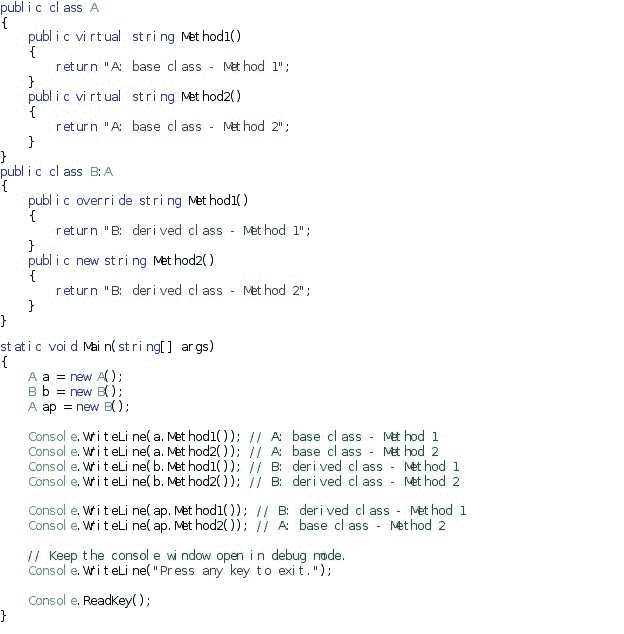 public class A
{
    public virtual string Method1()
    {
        return "A: base class - Method 1";
    }
    public virtual string Method2()
    {
        return "A: base class - Method 2";
    }
}
public class B:A
{
    public override string Method1()
    {
        return "B: derived class - Method 1";
    }
    public new string Method2()
    {
        return "B: derived class - Method 2";
    }
}
static void Main(string[] args)
{
    A a = new A();
    B b = new B();
    A ap = new B();
    Console.WriteLine(a.Method1()); // A: base class - Method 1
    Console.WriteLine(a.Method2()); // A: base class - Method 2
    Console.WriteLine(b.Method1()); // B: derived class - Method 1
    Console.WriteLine(b.Method2()); // B: derived class - Method 2
    Console.WriteLine(ap.Method1()); // B: derived class - Method 1
    Console.WriteLine(ap.Method2()); // A: base class - Method 2
    // Keep the console window open in debug mode.
    Console.WriteLine("Press any key to exit.");
    Console.ReadKey();
}